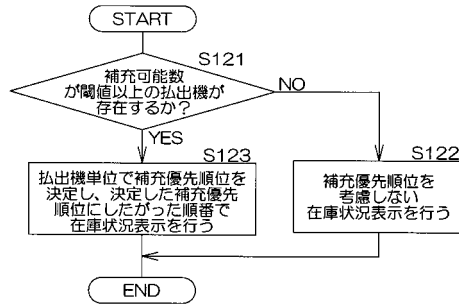 START
S121
補充可能数
が閾値以上の払出機が
存在するか?
NO
YES
S123
払出機単位で補充優先順位を
決定し、決定した補充優先
順位にしたがった順番で
在庫状況表示を行う
S122
補充優先順位を
考慮しない
在庫状況表示を行う
END